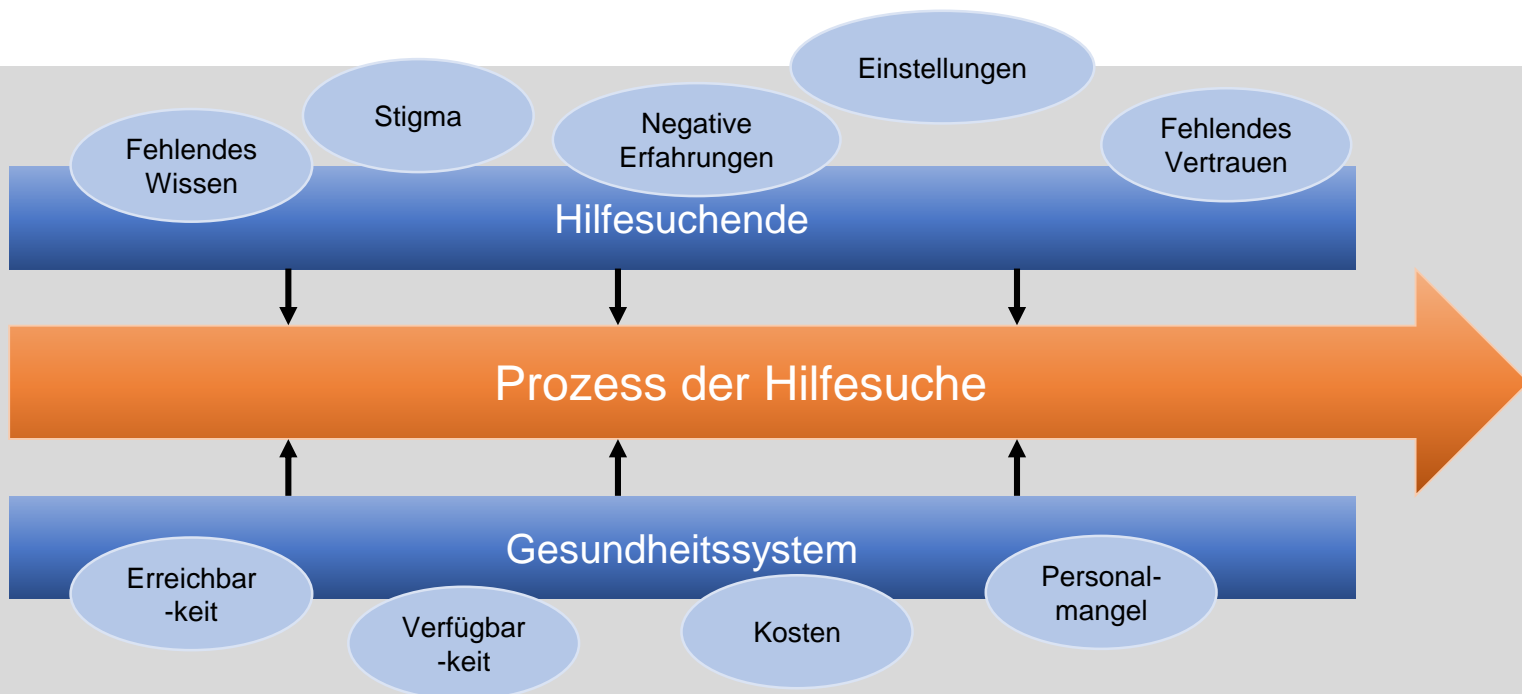 Einstellungen
Stigma
Negative
Erfahrungen
Fehlendes
Vertrauen
Fehlendes
Wissen
Hilfesuchende
Prozess der Hilfesuche
Gesundheitssystem
Erreichbar
-keit
Verfügbar
-keit
Kosten
Personal-
mangel